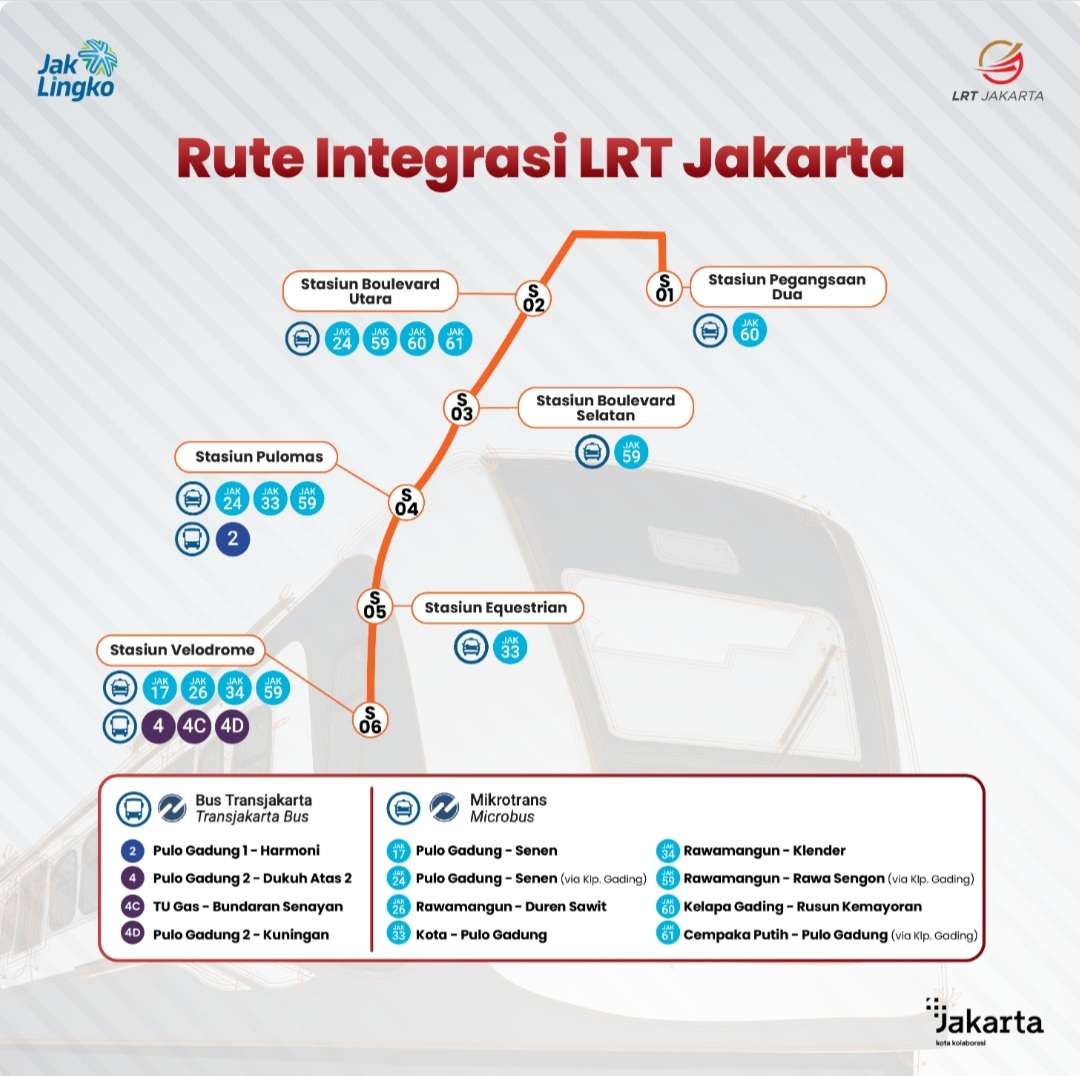 Jak
Lingko
LRT JAKARTA
Rute Integrasi LRT Jakarta
Stasiun Boulevard
Utara
S
02
JAK
24
JAK
59
JAK
60
JAK
61
S
01
Stasiun Pegangsaan
Dua
JAK
60
S
03
Stasiun Boulevard
Selatan
JAK
59
Stasiun Pulomas
S
04
JAK
24
JAK
33
JAK
59
2
S
05
Stasiun Equestrian
JAK
33
Stasiun Velodrome
S
06
JAK
17
JAK
26
JAK
34
JAK
59
4
4C
4D
Bus Transjakarta
Transjakarta Bus
2 Pulo Gadung 1 - Harmoni
4 Pulo Gadung 2 - Dukuh Atas 2
4C TU Gas - Bundaran Senayan
4D Pulo Gadung 2 - Kuningan
Mikrotrans
Microbus
JAK 17 Pulo Gadung - Senen
JAK 24 Pulo Gadung - Senen (via Klp. Gading)
JAK 26 Rawamangun - Duren Sawit
JAK 33 Kota - Pulo Gadung
JAK 34 Rawamangun - Klender
JAK 59 Rawamangun - Rawa Sengon (via Klp. Gading)
JAK 60 Kelapa Gading - Rusun Kemayoran
JAK 61 Cempaka Putih - Pulo Gadung (via Klp. Gading)
Jakarta
kota kolaborasi